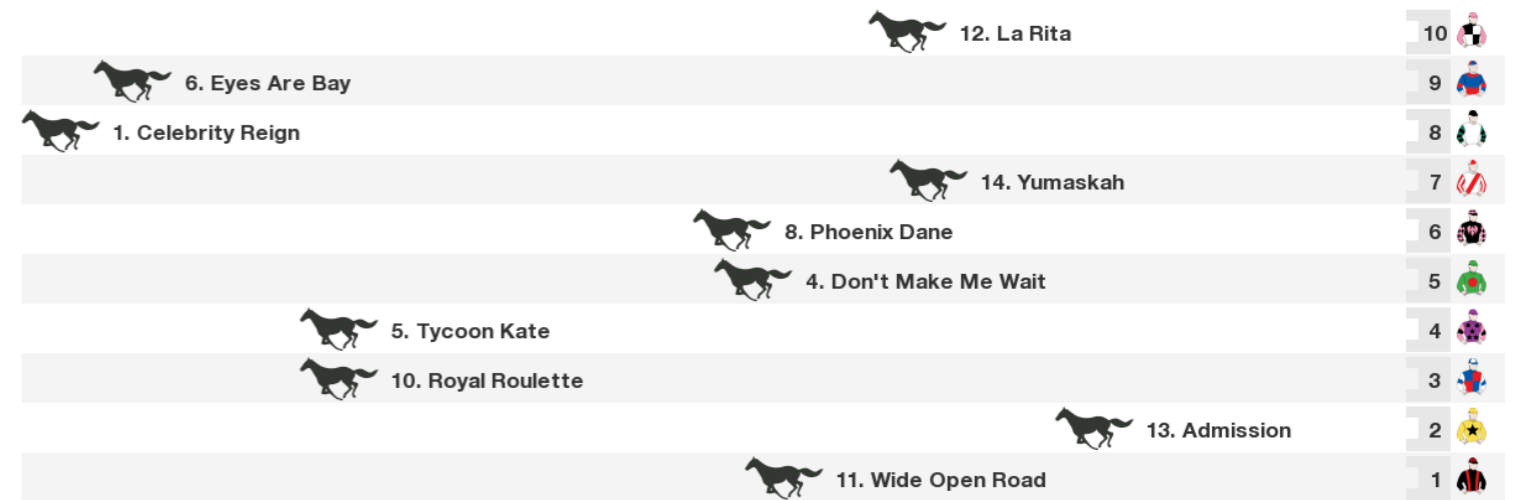 12. La Rita 10
6. Eyes Are Bay 9
1. Celebrity Reign 8
14. Yumaskah 7
8. Phoenix Dane 6
4. Don't Make Me Wait 5
5. Tycoon Kate 4
10. Royal Roulette 3
13. Admission 2
11. Wide Open Road 1